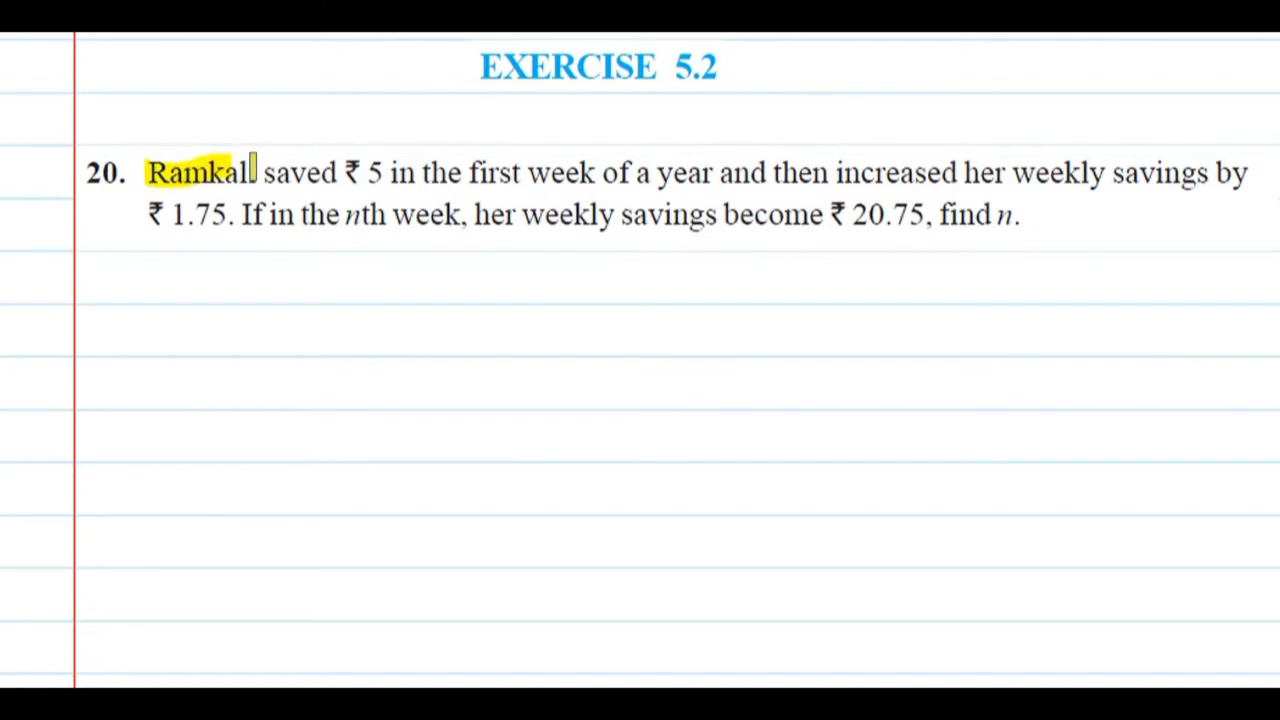 EXERCISE 5.2
20. Ramkali saved ₹ 5 in the first week of a year and then increased her weekly savings by
₹ 1.75. If in the nth week, her weekly savings become ₹ 20.75, find n.